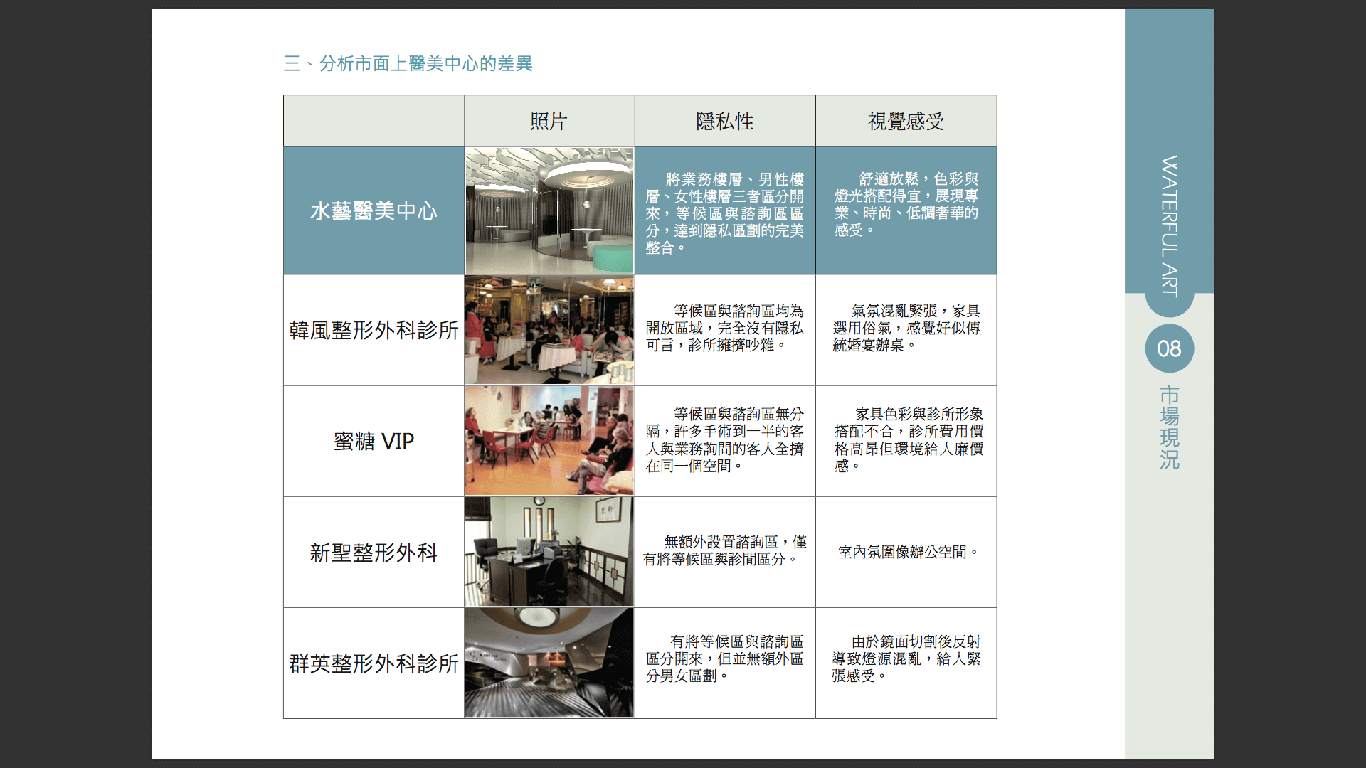 三、分析市面上醫美中心的差異
照片
隱私性
視覺感受
水藝醫美中心
將業務樓層、男性樓
層、女性樓層三者區分開
來，等候區與諮詢區區
分，達到隱私區劃的完美
整合。
舒適放鬆，色彩與
燈光搭配得宜，展現專
業、時尚、低調奢華的
感受。
韓風整形外科診所
等候區與諮詢區均為
開放區域，完全沒有隱私
可言，診所擁擠吵雜。
氣氛混亂緊張，家具
選用俗氣，感覺好似傳
統婚宴辦桌。
蜜糖 VIP
等候區與諮詢區無分
隔，許多手術到一半的客
人與業務詢問的客人全擠
在同一個空間。
家具色彩與診所形象
搭配不合，診所費用價
格高昂但環境給人廉價
感。
新聖整形外科
無額外設置諮詢區，僅
有將等候區與診間區分。
室內氛圍像辦公空間。
群英整形外科診所
有將等候區與諮詢區
區分開來，但並無額外區
分男女區劃。
由於鏡面切割後反射
導致燈源混亂，給人緊
張感受。
WATERFUL ART
08
市場現況